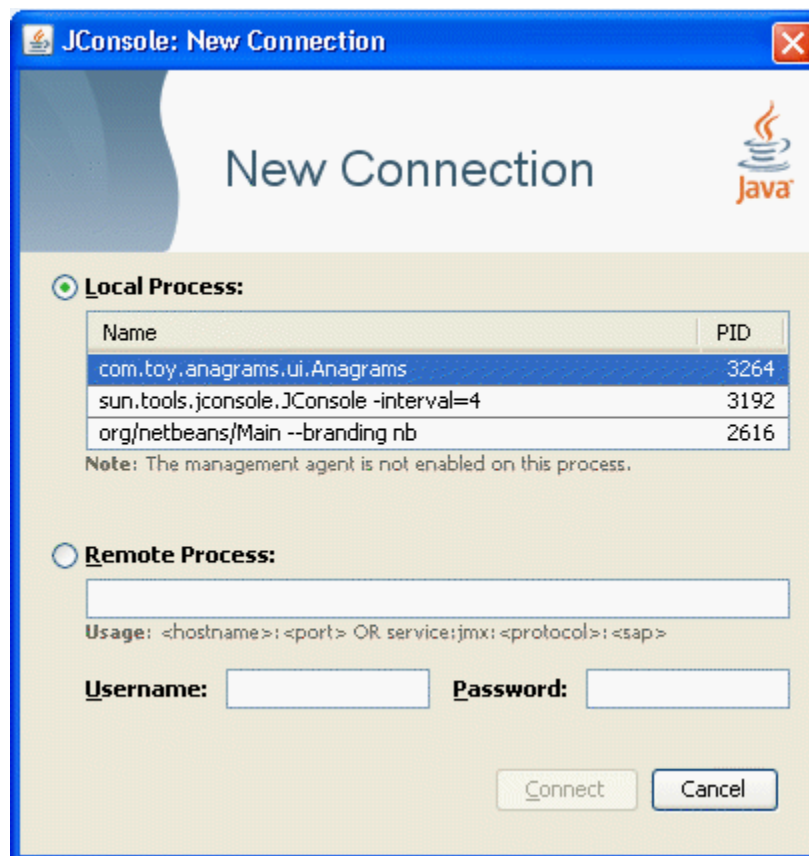 JConsole: New Connection
New Connection
Java
Local Process:
Name PID
com.toy.anagrams.ui.Anagrams 3264
sun.tools.jconsole.JConsole -interval=4 3192
org/netbeans/Main --branding nb 2616
Note: The management agent is not enabled on this process.
Remote Process:
Usage: <hostname>:<port> OR service:jmx:<protocol>:<sap>
Username: Password:
Connect Cancel